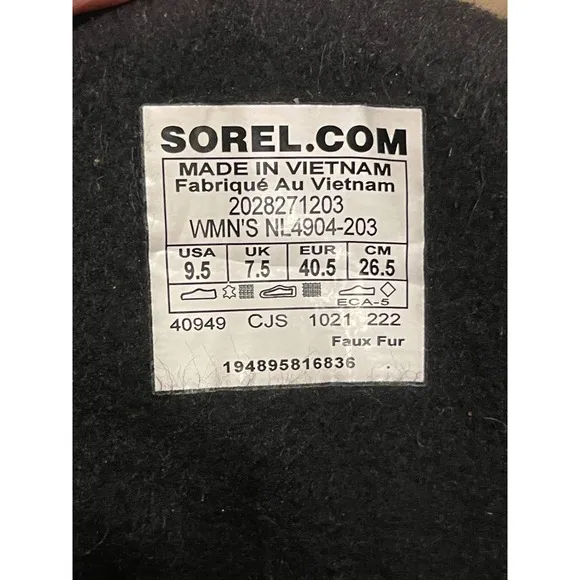 SOREL.COM
MADE IN VIETNAM
Fabriqué Au Vietnam
2028271203
WMN'S NL4904-203
USA UK EUR CM
9.5 7.5 40.5 26.5
ECA-5
40949 CJS 1021 222
Faux Fur
194895816836